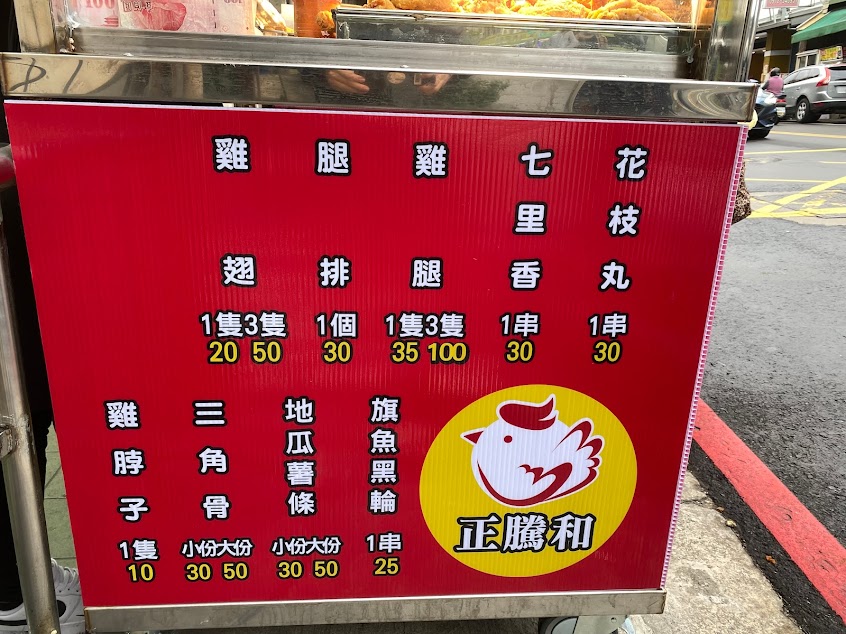 花枝丸
1串
30
七里香
1串
30
雞腿
1隻3隻
35 100
腿排
1個
30
雞翅
1隻3隻
20 50
旗魚黑輪
1串
25
地瓜薯條
小份大份
30 50
三角骨
小份大份
30 50
雞脖子
1隻
10
正騰和